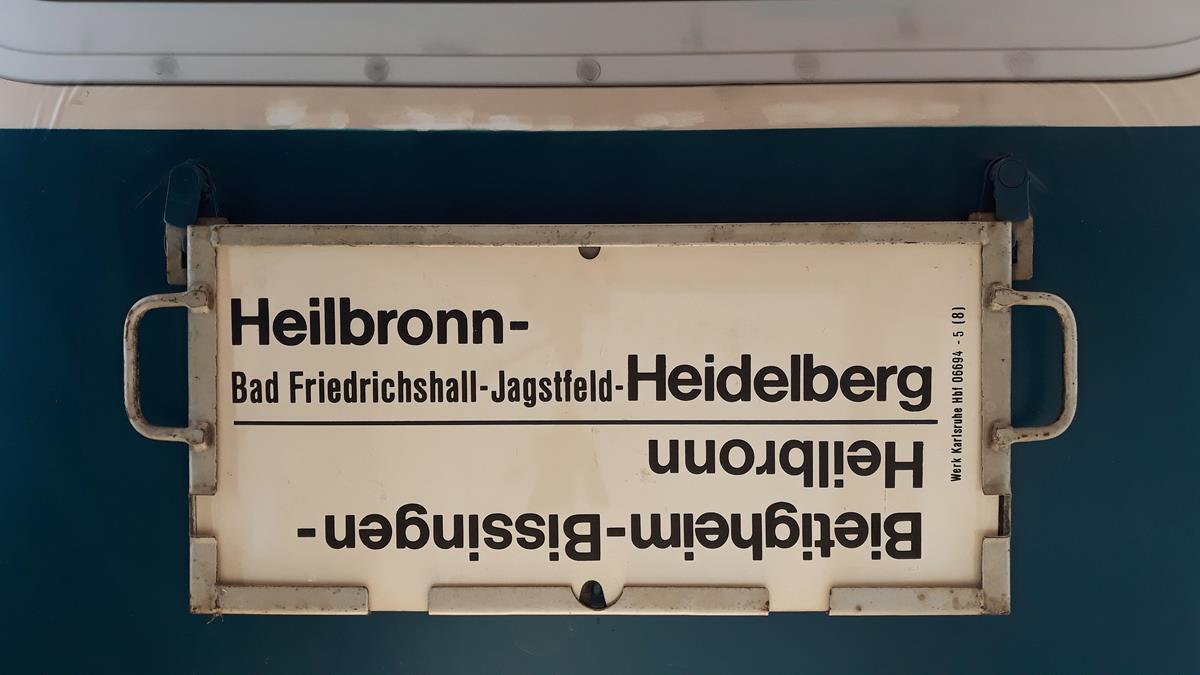 Heilbronn-
Bad Friedrichshall-Jagstfeld-Heidelberg
Bietigheim-Bissingen-
Heilbronn
Werk Karlsruhe Hbf 06694 - 5 (8)